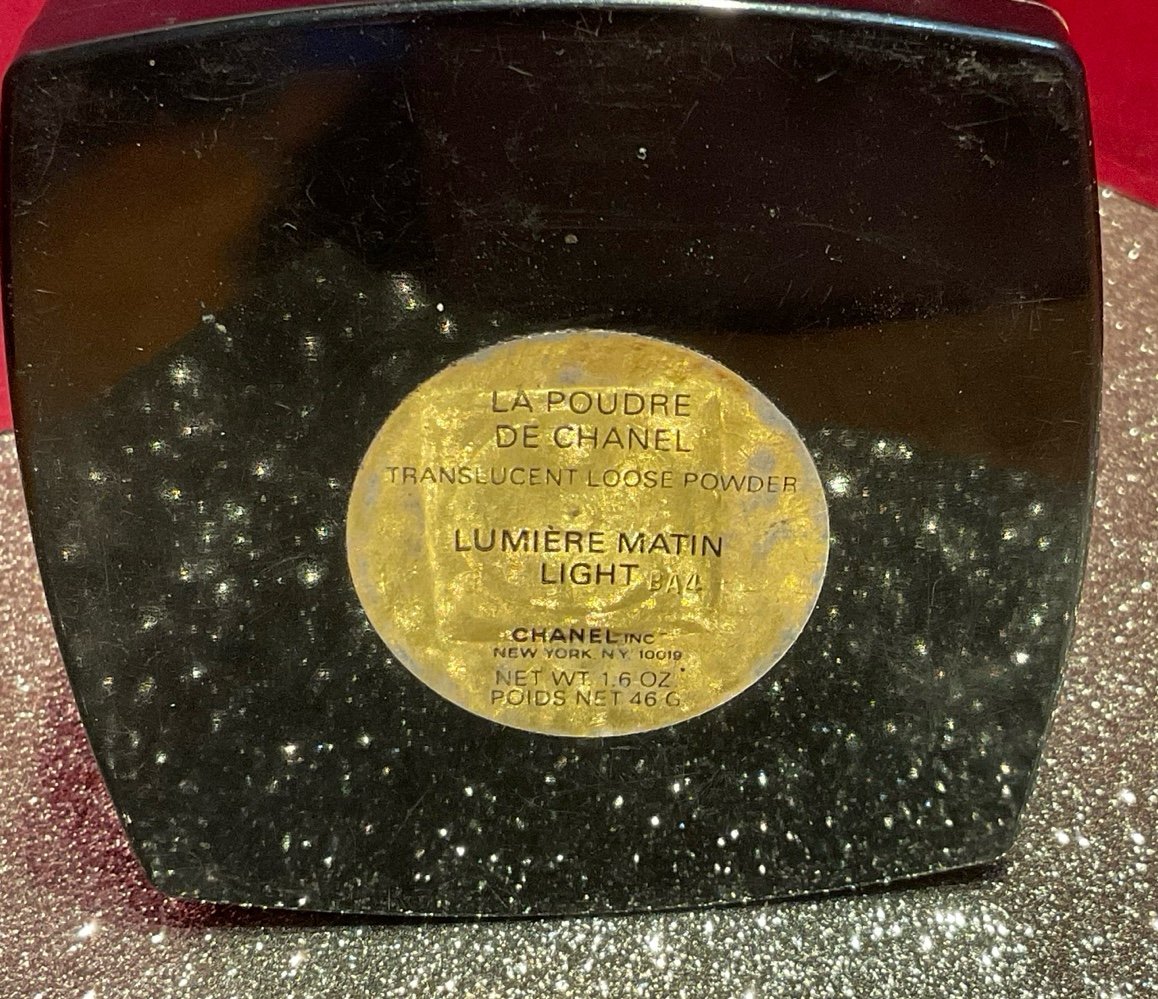 LA POUDRE
DE CHANEL
TRANSLUCENT LOOSE POWDER
LUMIÈRE MATIN
LIGHT
CHANEL INC
NEW YORK, N.Y. 10019
NET WT. 1.6 OZ.
POIDS NET 46 G